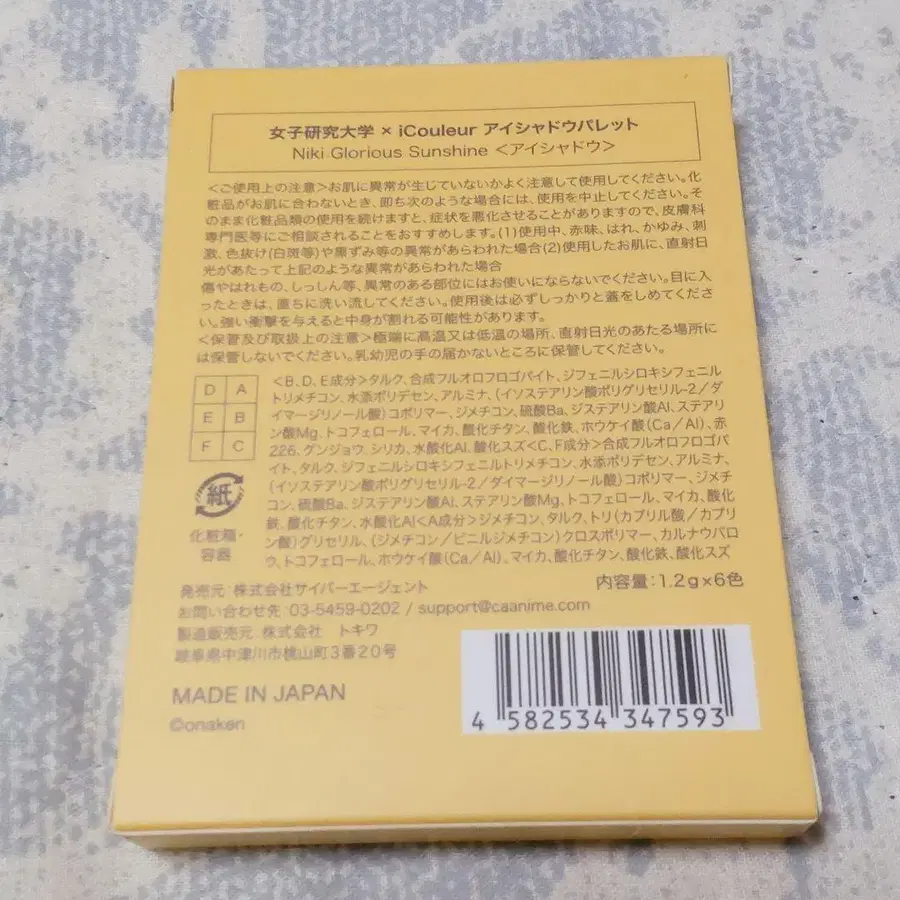 女子研究大学 × iCouleur アイシャドウパレット
Niki Glorious Sunshine ＜アイシャドウ＞
＜ご使用上の注意＞お肌に異常が生じていないかよく注意して使用してください。化
粧品がお肌に合わないとき、即ち次のような場合には、使用を中止してください。そ
のまま化粧品類の使用を続けますと、症状を悪化させることがありますので、皮膚科
専門医等にご相談されることをおすすめします。(1)使用中、赤味、はれ、かゆみ、刺
激、色抜け(白斑等)や黒ずみ等の異常があらわれた場合(2)使用したお肌に、直射日
光があたって上記のような異常があらわれた場合
傷やはれもの、しっしん等、異常のある部位にはお使いにならないでください。目に入
ったときは、直ちに洗い流してください。使用後は必ずしっかりと蓋をしめてくださ
い。強い衝撃を与えると中身が割れる可能性があります。
＜保管及び取扱上の注意＞極端に高温又は低温の場所、直射日光のあたる場所に
は保管しないでください。乳幼児の手の届かないところに保管してください。
D A
E B
F C
＜B、D、E成分＞タルク、合成フルオロフロゴパイト、ジフェニルシロキシフェニル
トリメチコン、水添ポリデセン、アルミナ、(イソステアリン酸ポリグリセリル-2／ダ
イマージリノール酸)コポリマー、ジメチコン、硫酸Ba、ジステアリン酸Al、ステアリ
ン酸Mg、トコフェロール、マイカ、酸化チタン、酸化鉄、ホウケイ酸(Ca／Al)、赤
226、グンジョウ、シリカ、水酸化Al、酸化スズ＜C、F成分＞合成フルオロフロゴパ
イト、タルク、ジフェニルシロキシフェニルトリメチコン、水添ポリデセン、アルミナ、
(イソステアリン酸ポリグリセリル-2／ダイマージリノール酸)コポリマー、ジメチ
コン、硫酸Ba、ジステアリン酸Al、ステアリン酸Mg、トコフェロール、マイカ、酸化
鉄、酸化チタン、水酸化Al＜A成分＞ジメチコン、タルク、トリ(カプリル酸／カプリ
ン酸)グリセリル、(ジメチコン／ビニルジメチコン)クロスポリマー、カルナウバロ
ウ、トコフェロール、ホウケイ酸(Ca／Al)、マイカ、酸化チタン、酸化鉄、酸化スズ
紙
化粧箱・
容器
内容量：1.2g×6色
発売元：株式会社サイバーエージェント
お問い合わせ先：03-5459-0202 / support@caanime.com
製造販売元：株式会社 トキワ
岐阜県中津川市桃山町3番20号
MADE IN JAPAN
©onaken
4 582534 347593